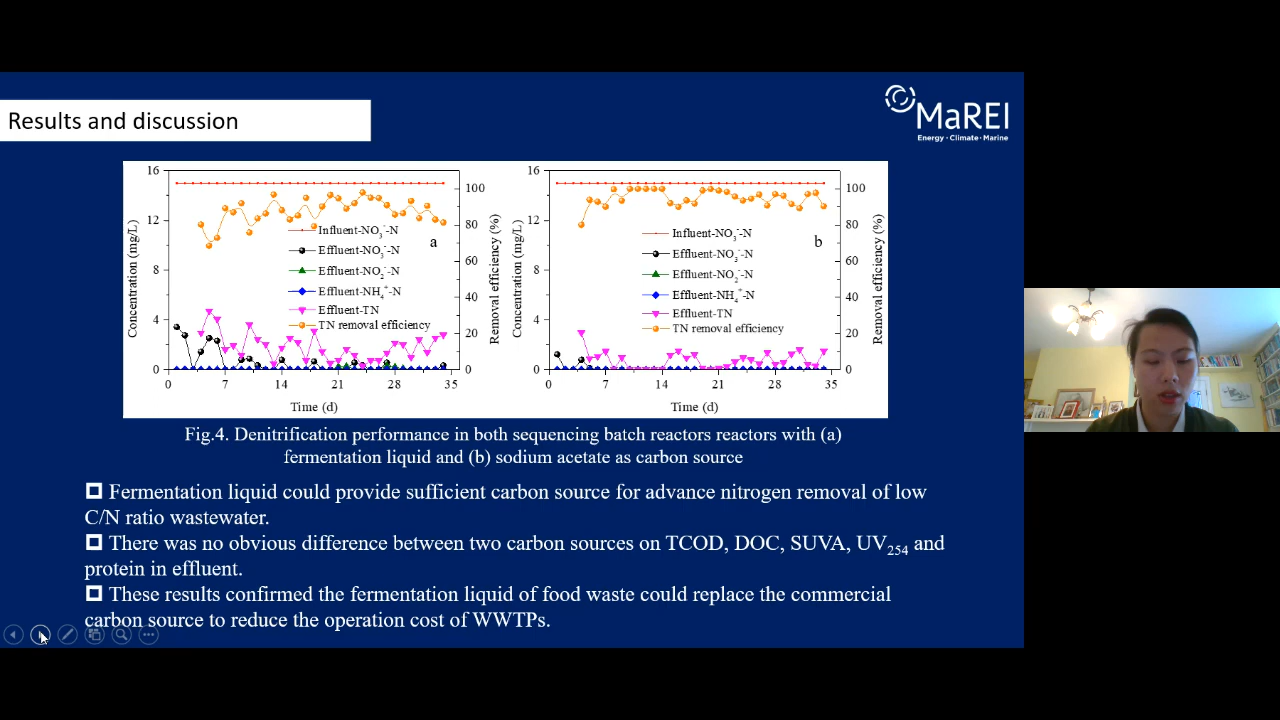 Results and discussion
MaREI
Energy · Climate · Marine
16
12
8
4
0
Concentration (mg/L)
100
80
60
40
20
0
Removal efficiency (%)
a
Influent-NO₃⁻-N
Effluent-NO₃⁻-N
Effluent-NO₂⁻-N
Effluent-NH₄⁺-N
Effluent-TN
TN removal efficiency
0 7 14 21 28 35
Time (d)
16
12
8
4
0
Concentration (mg/L)
100
80
60
40
20
0
Removal efficiency (%)
b
Influent-NO₃⁻-N
Effluent-NO₃⁻-N
Effluent-NO₂⁻-N
Effluent-NH₄⁺-N
Effluent-TN
TN removal efficiency
0 7 14 21 28 35
Time (d)
Fig.4. Denitrification performance in both sequencing batch reactors reactors with (a)
fermentation liquid and (b) sodium acetate as carbon source
Fermentation liquid could provide sufficient carbon source for advance nitrogen removal of low
C/N ratio wastewater.
There was no obvious difference between two carbon sources on TCOD, DOC, SUVA, UV₂₅₄ and
protein in effluent.
These results confirmed the fermentation liquid of food waste could replace the commercial
carbon source to reduce the operation cost of WWTPs.